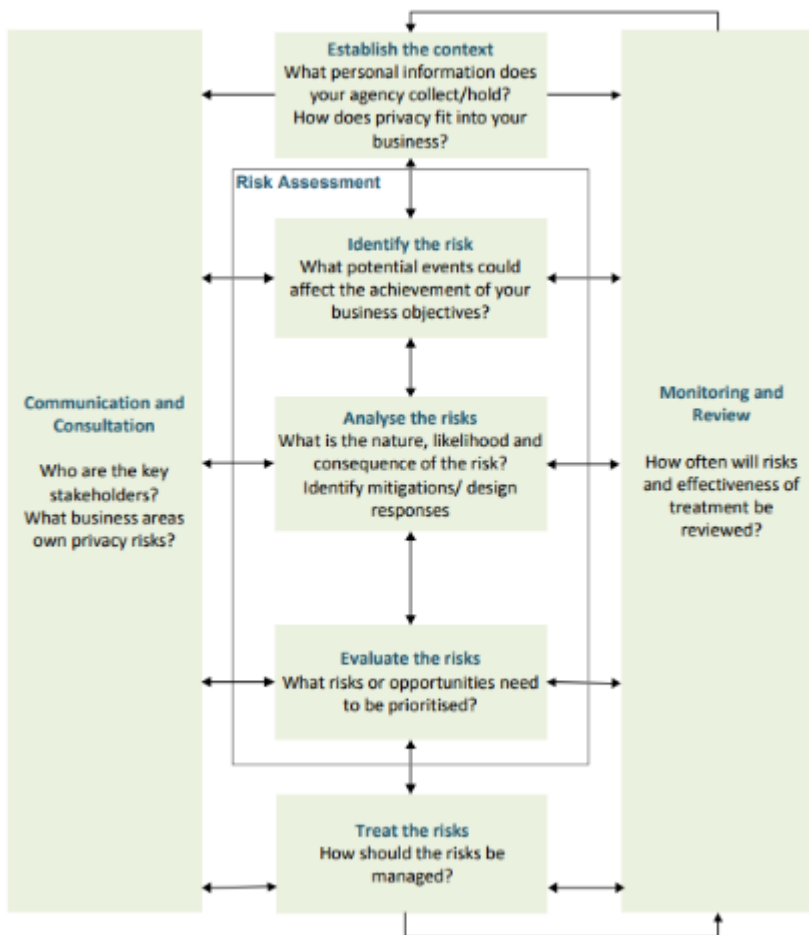 Establish the context
What personal information does
your agency collect/hold?
How does privacy fit into your
business?
Risk Assessment
Identify the risk
What potential events could
affect the achievement of your
business objectives?
Communication and
Consultation
Who are the key
stakeholders?
What business areas
own privacy risks?
Analyse the risks
What is the nature, likelihood and
consequence of the risk?
Identify mitigations/ design
responses
Monitoring and
Review
How often will risks
and effectiveness of
treatment be
reviewed?
Evaluate the risks
What risks or opportunities need
to be prioritised?
Treat the risks
How should the risks be
managed?